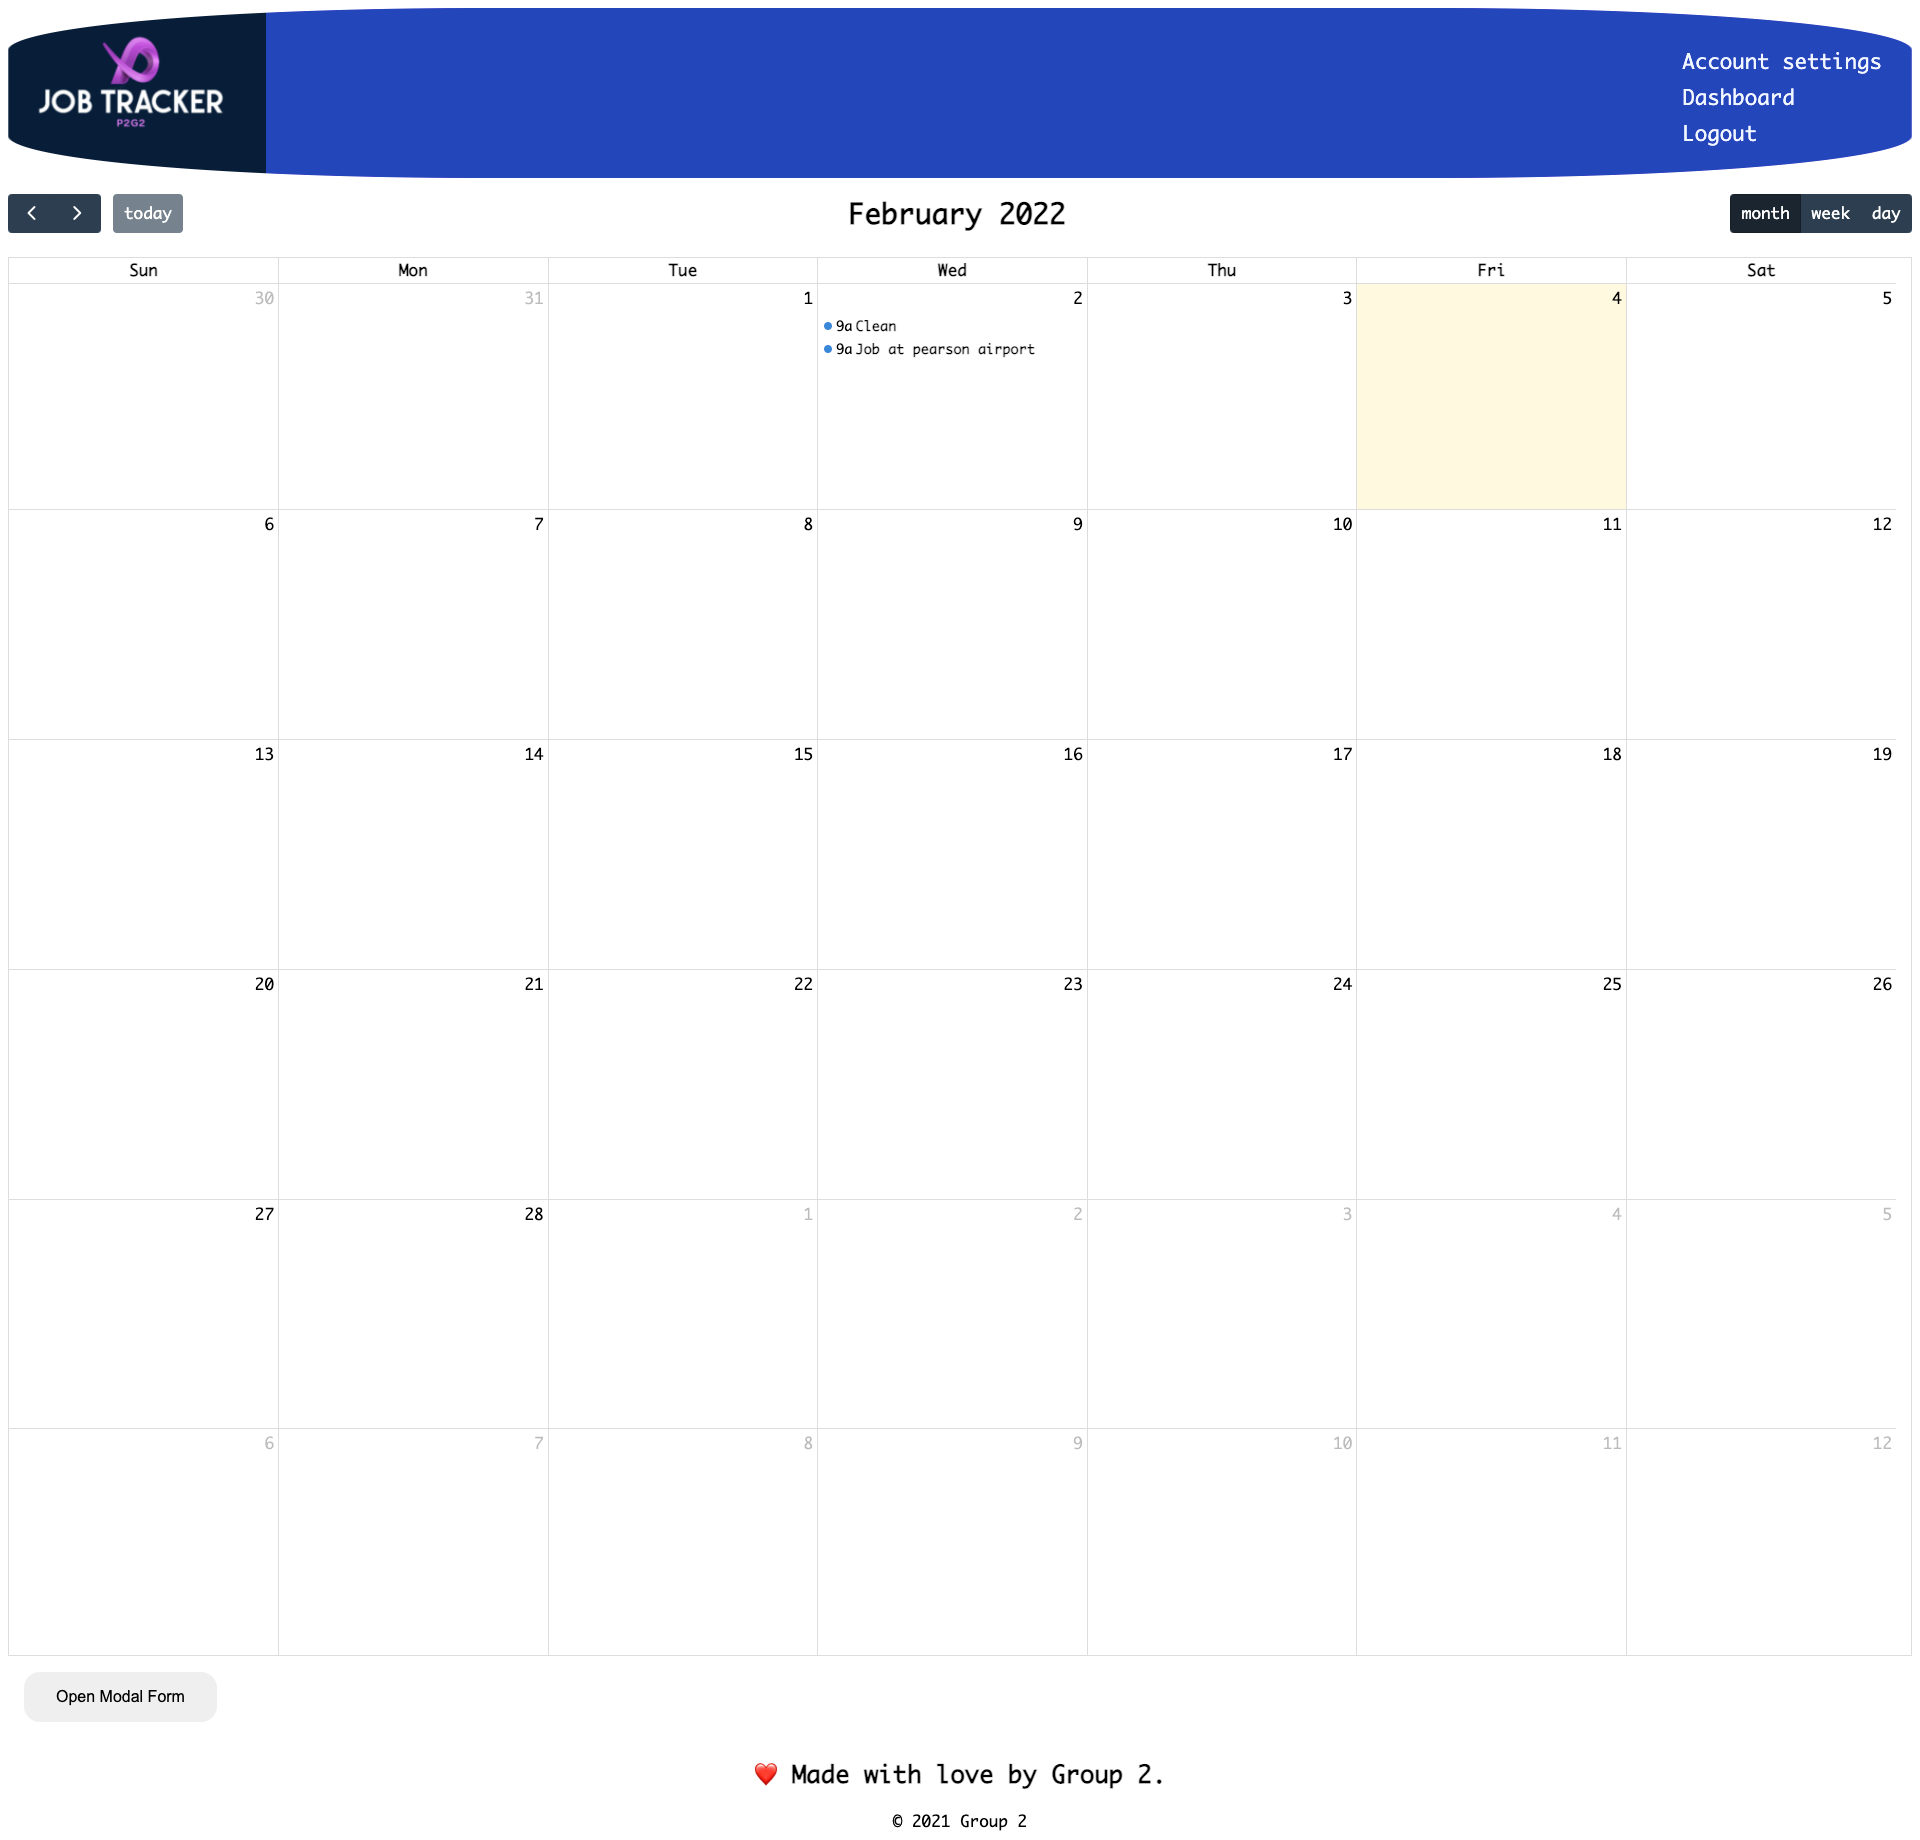 JOB TRACKER
P2G2
Account settings
Dashboard
Logout
today
February 2022
month week day
Sun Mon Tue Wed Thu Fri Sat
30 31 1 2 3 4 5
9a Clean
9a Job at pearson airport
6 7 8 9 10 11 12
13 14 15 16 17 18 19
20 21 22 23 24 25 26
27 28 1 2 3 4 5
6 7 8 9 10 11 12
Open Modal Form
❤️ Made with love by Group 2.
© 2021 Group 2